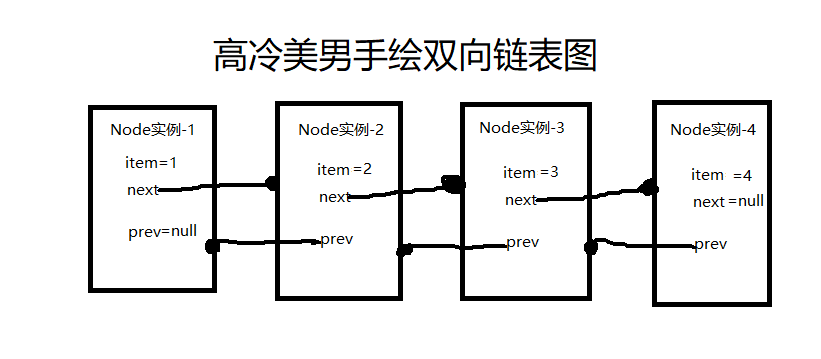 高冷美男手绘双向链表图
Node实例-1
item=1
next
prev=null
Node实例-2
item =2
next
prev
Node实例-3
item =3
next
prev
Node实例-4
item =4
next =null
prev